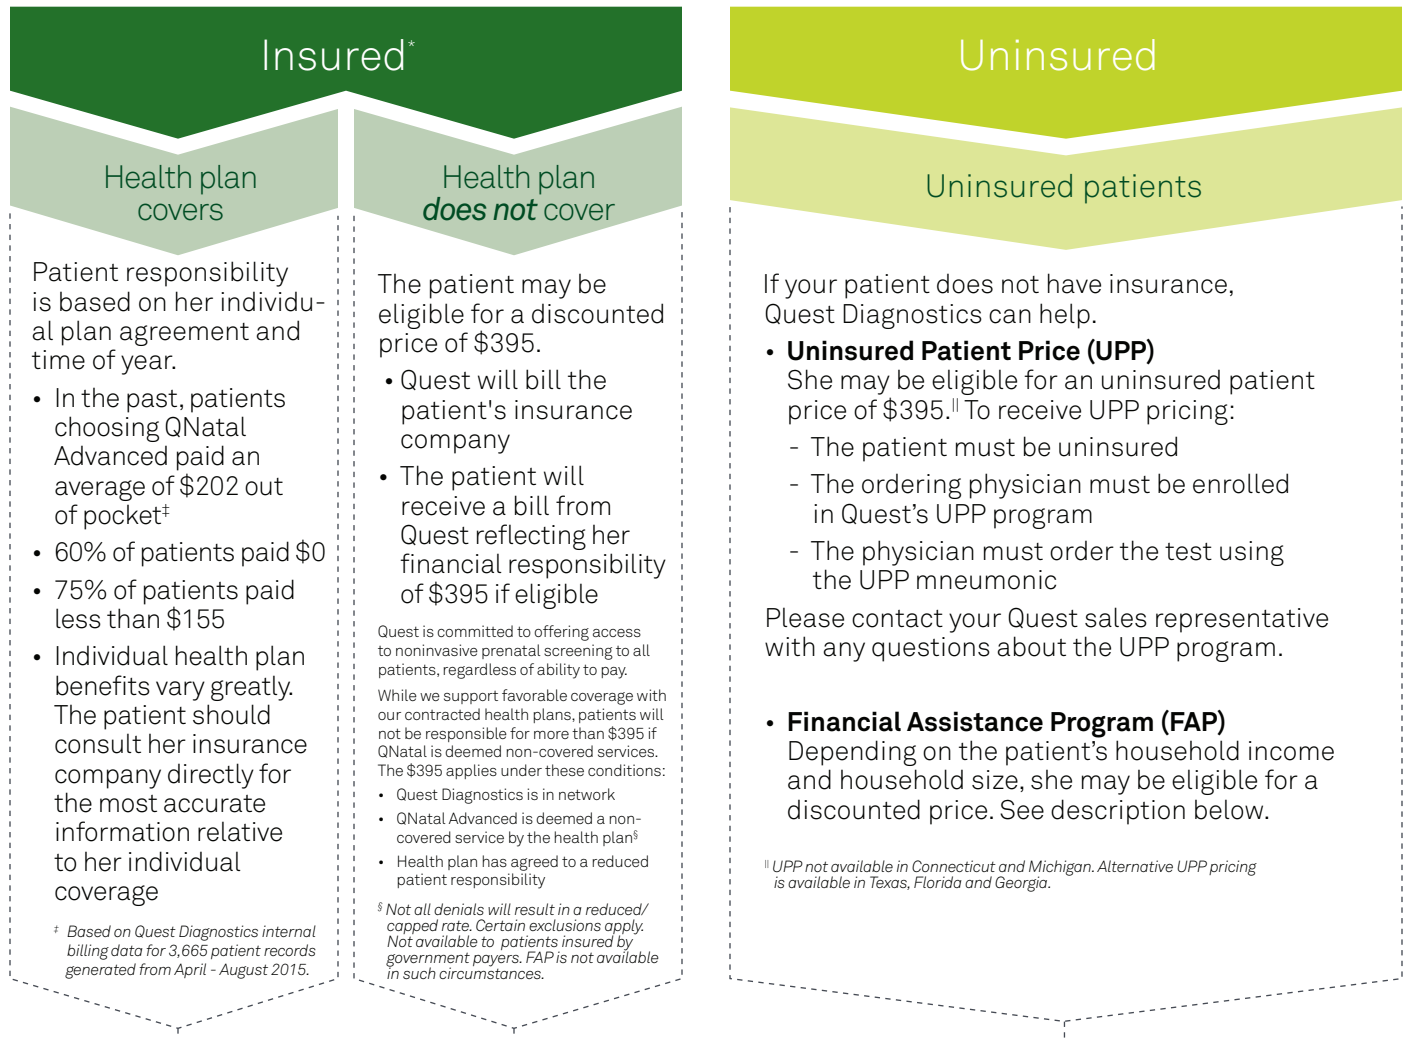 Insured*
Health plan
covers
Patient responsibility
is based on her individu-
al plan agreement and
time of year.
• In the past, patients
choosing QNatal
Advanced paid an
average of $202 out
of pocket‡
• 60% of patients paid $0
• 75% of patients paid
less than $155
• Individual health plan
benefits vary greatly.
The patient should
consult her insurance
company directly for
the most accurate
information relative
to her individual
coverage
‡ Based on Quest Diagnostics internal
billing data for 3,665 patient records
generated from April - August 2015.
Health plan
does not cover
The patient may be
eligible for a discounted
price of $395.
• Quest will bill the
patient's insurance
company
• The patient will
receive a bill from
Quest reflecting her
financial responsibility
of $395 if eligible
Quest is committed to offering access
to noninvasive prenatal screening to all
patients, regardless of ability to pay.
While we support favorable coverage with
our contracted health plans, patients will
not be responsible for more than $395 if
QNatal is deemed non-covered services.
The $395 applies under these conditions:
• Quest Diagnostics is in network
• QNatal Advanced is deemed a non-
covered service by the health plan§
• Health plan has agreed to a reduced
patient responsibility
§ Not all denials will result in a reduced/
capped rate. Certain exclusions apply.
Not available to patients insured by
government payers. FAP is not available
in such circumstances.
Uninsured
Uninsured patients
If your patient does not have insurance,
Quest Diagnostics can help.
• Uninsured Patient Price (UPP)
She may be eligible for an uninsured patient
price of $395.|| To receive UPP pricing:
- The patient must be uninsured
- The ordering physician must be enrolled
in Quest’s UPP program
- The physician must order the test using
the UPP mneumonic
Please contact your Quest sales representative
with any questions about the UPP program.
• Financial Assistance Program (FAP)
Depending on the patient’s household income
and household size, she may be eligible for a
discounted price. See description below.
|| UPP not available in Connecticut and Michigan. Alternative UPP pricing
is available in Texas, Florida and Georgia.